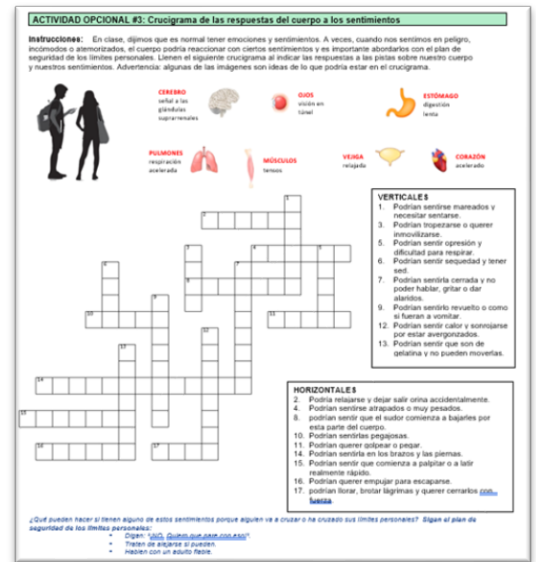 ACTIVIDAD OPCIONAL #3: Crucigrama de las respuestas del cuerpo a los sentimientos
Instrucciones: En clase, dijimos que es normal tener emociones y sentimientos. A veces, cuando nos sentimos en peligro,
incómodos o atemorizados, el cuerpo podría reaccionar con ciertos sentimientos y es importante abordarlos con el plan de
seguridad de los límites personales. Llenen el siguiente crucigrama al indicar las respuestas a las pistas sobre nuestro cuerpo
y nuestros sentimientos. Advertencia: algunas de las imágenes son ideas de lo que podría estar en el crucigrama.
CEREBRO
señal a las
glándulas
suprarrenales
OJOS
visión en
túnel
ESTÓMAGO
digestión
lenta
PULMONES
respiración
acelerada
MÚSCULOS
tensos
VEJIGA
relajada
CORAZÓN
acelerado
VERTICALES
1. Podrían sentirse mareados y
necesitar sentarse.
3. Podrían tropezarse o querer
inmovilizarse.
5. Podrían sentir opresión y
dificultad para respirar.
6. Podrían sentir sequedad y tener
sed.
7. Podrían sentirla cerrada y no
poder hablar, gritar o dar
alaridos.
9. Podrían sentirlo revuelto o como
si fueran a vomitar.
12. Podrían sentir calor y sonrojarse
por estar avergonzados.
13. Podrían sentir que son de
gelatina y no pueden moverlas.
HORIZONTALES
2. Podría relajarse y dejar salir orina accidentalmente.
4. Podrían sentirse atrapados o muy pesados.
8. podrían sentir que el sudor comienza a bajarles por
esta parte del cuerpo.
10. Podrían sentirlas pegajosas.
11. Podrían querer golpear o pegar.
14. Podrían sentirla en los brazos y las piernas.
15. Podrían sentir que comienza a palpitar o a latir
realmente rápido.
16. Podrían querer empujar para escaparse.
17. podrían llorar, brotar lágrimas y querer cerrarlos con
fuerza.
¿Qué pueden hacer si tienen alguno de estos sentimientos porque alguien va a cruzar o ha cruzado sus límites personales? Sigan el plan de
seguridad de los límites personales:
• Digan: "¡NO. Quiero que pare con eso!".
• Traten de alejarse si pueden.
• Hablen con un adulto fiable.